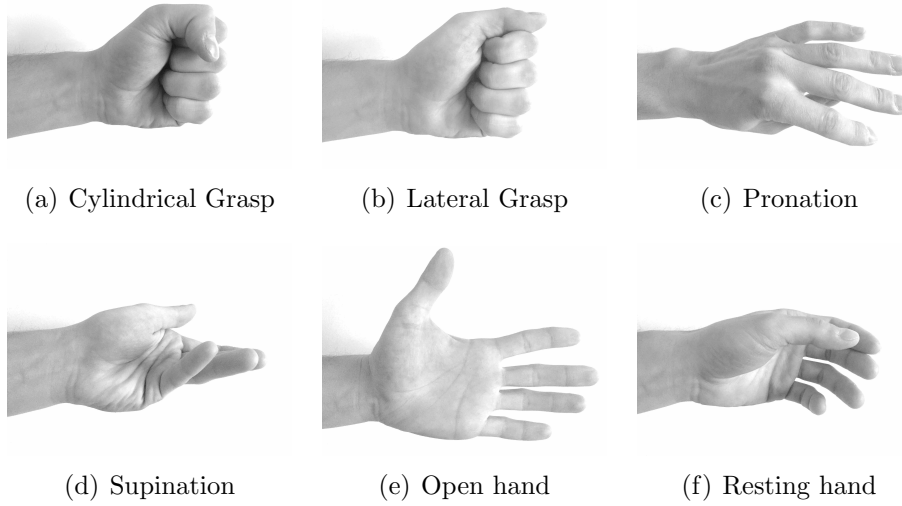 (a) Cylindrical Grasp
(b) Lateral Grasp
(c) Pronation
(d) Supination
(e) Open hand
(f) Resting hand